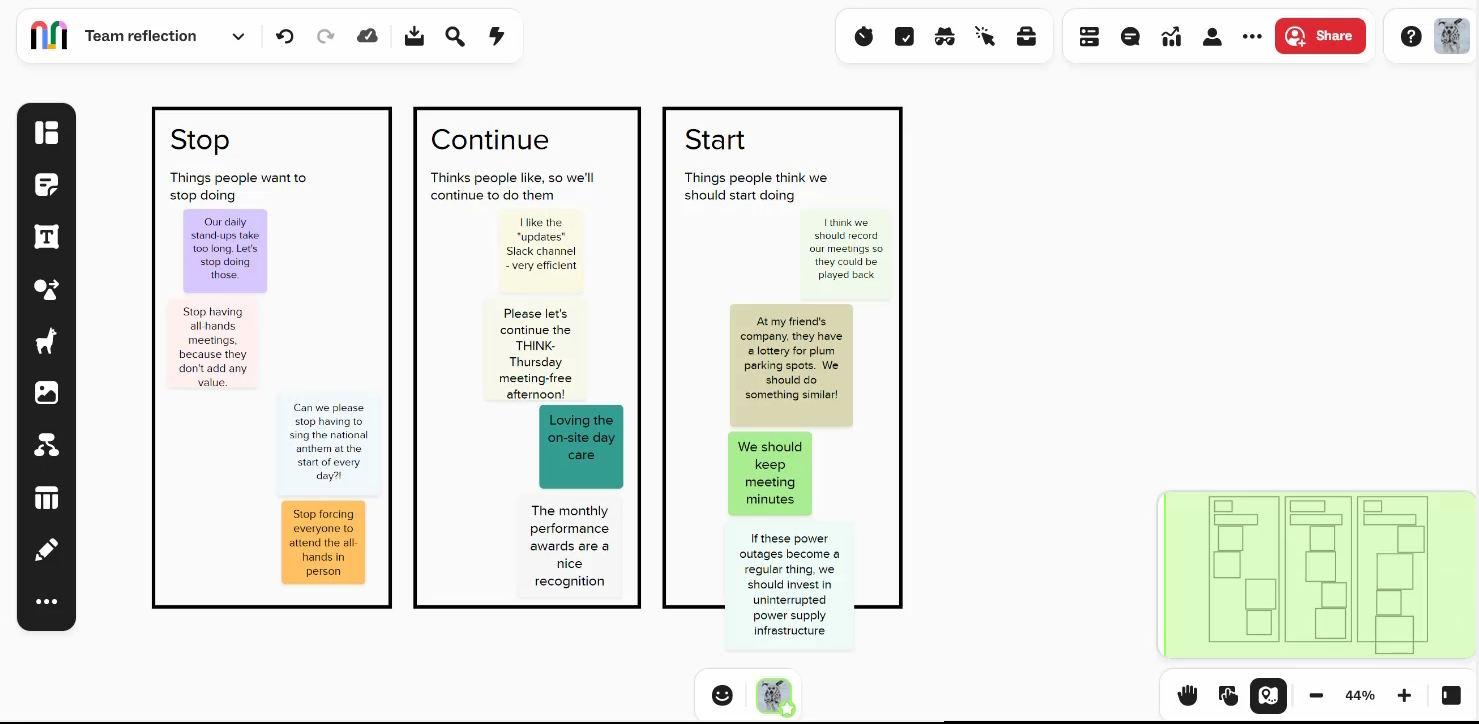 Team reflection
Share
Stop
Things people want to
stop doing
Our daily
stand-ups take
too long. Let's
stop doing
those.
Stop having
all-hands
meetings,
because they
don't add any
value.
Can we please
stop having to
sing the national
anthem at the
start of every
day?!
Stop forcing
everyone to
attend the all-
hands in
person
Continue
Thinks people like, so we'll
continue to do them
I like the
"updates"
Slack channel
- very efficient
Please let's
continue the
THINK-
Thursday
meeting-free
afternoon!
Loving the
on-site day
care
The monthly
performance
awards are a
nice
recognition
Start
Things people think we
should start doing
I think we
should record
our meetings so
they could be
played back
At my friend's
company, they have
a lottery for plum
parking spots. We
should do
something similar!
We should
keep
meeting
minutes
If these power
outages become a
regular thing, we
should invest in
uninterrupted
power supply
infrastructure
44%